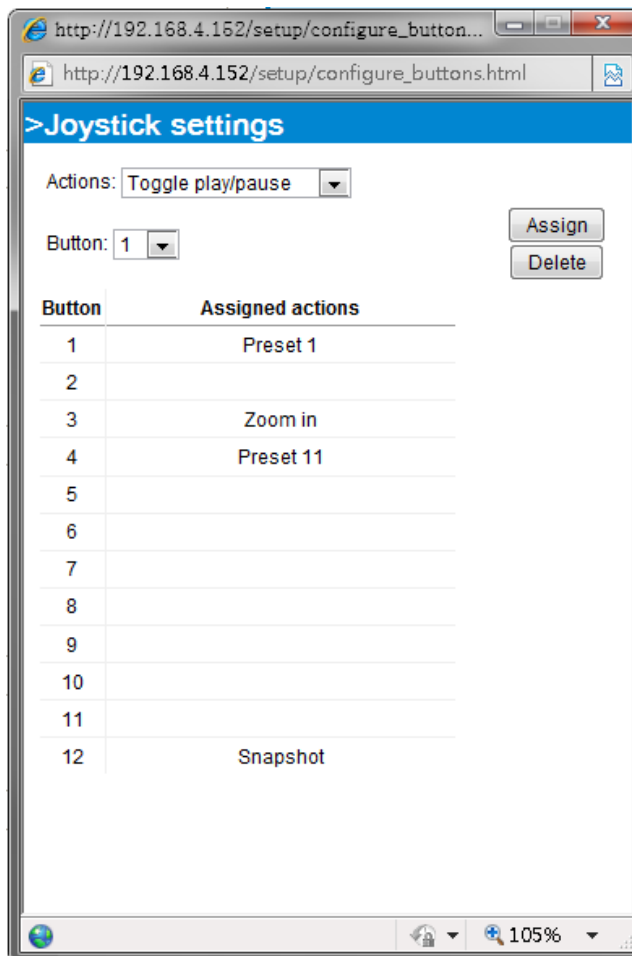 http://192.168.4.152/setup/configure_button...
http://192.168.4.152/setup/configure_buttons.html
>Joystick settings
Actions: Toggle play/pause
Button: 1
Assign
Delete
Button Assigned actions
1 Preset 1
2
3 Zoom in
4 Preset 11
5
6
7
8
9
10
11
12 Snapshot
105%